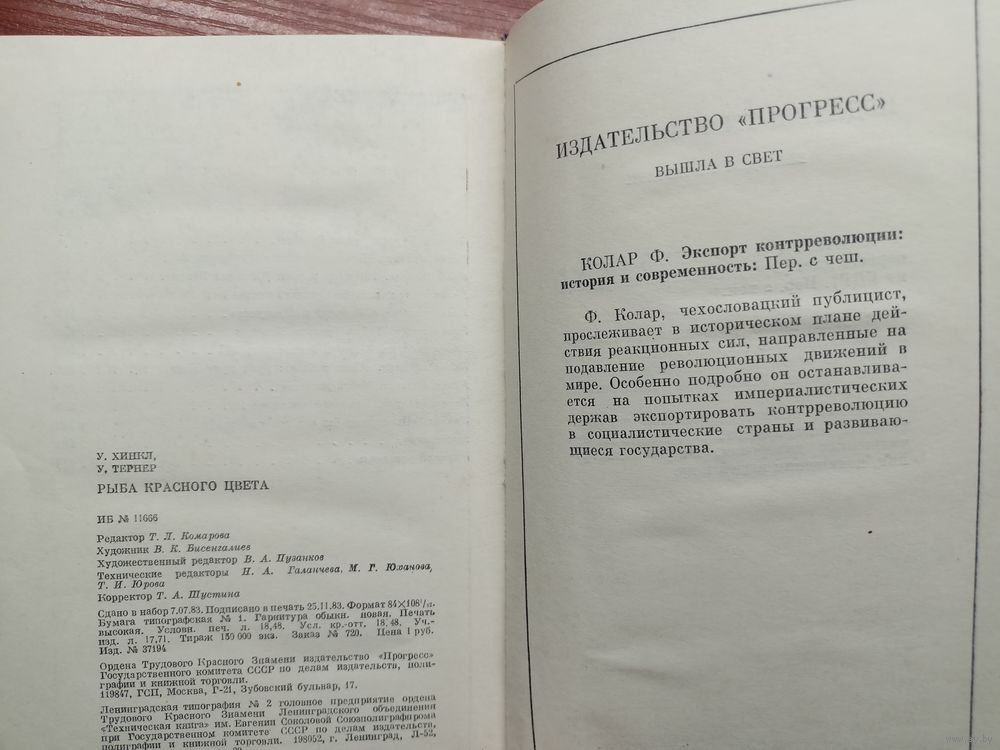 У. ХИНКЛ,
У. ТЕРНЕР
РЫБА КРАСНОГО ЦВЕТА
ИБ № 11666
Редактор Т. Л. Комарова
Художник В. К. Бисенгалиев
Художественный редактор В. А. Пузанков
Технические редакторы Н. А. Галанчева, М. Г. Юханова,
Т. И. Юрова
Корректор Т. А. Шустина
Сдано в набор 7.07.83. Подписано в печать 25.11.83. Формат 84×108¹/₃₂.
Бумага типографская № 1. Гарнитура обыкн. новая. Печать
высокая. Условн. печ. л. 18,48. Усл. кр.-отт. 18,48. Уч.-
изд. л. 17,71. Тираж 150 000 экз. Заказ № 720. Цена 1 руб.
Изд. № 37194
Ордена Трудового Красного Знамени издательство «Прогресс»
Государственного комитета СССР по делам издательств, поли-
графии и книжной торговли.
119847, ГСП, Москва, Г-21, Зубовский бульвар, 17.
Ленинградская типография № 2 головное предприятие ордена
Трудового Красного Знамени Ленинградского объединения
«Техническая книга» им. Евгении Соколовой Союзполиграфпрома
при Государственном комитете СССР по делам издательств,
полиграфии и книжной торговли. 198052, г. Ленинград, Л-52,
ИЗДАТЕЛЬСТВО «ПРОГРЕСС»
ВЫШЛА В СВЕТ
КОЛАР Ф. Экспорт контрреволюции:
история и современность: Пер. с чеш.
Ф. Колар, чехословацкий публицист,
прослеживает в историческом плане дей-
ствия реакционных сил, направленные на
подавление революционных движений в
мире. Особенно подробно он останавлива-
ется на попытках империалистических
держав экспортировать контрреволюцию
в социалистические страны и развиваю-
щиеся государства.